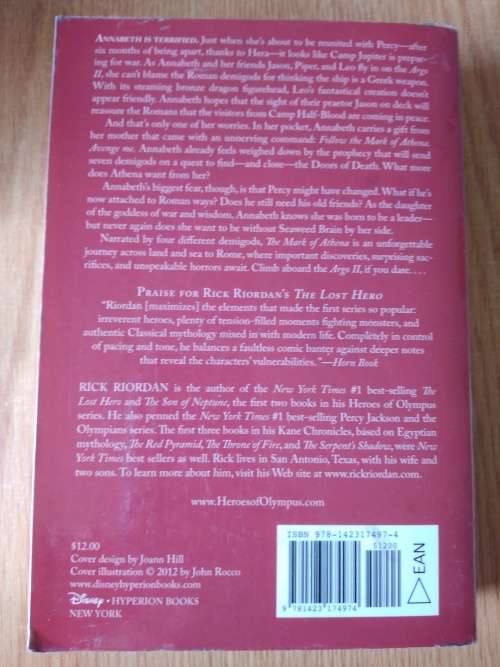 ANNABETH IS TERRIFIED. Just when she's about to be reunited with Percy—after
six months of being apart, thanks to Hera—it looks like Camp Jupiter is prepar-
ing for war. As Annabeth and her friends Jason, Piper, and Leo fly in on the Argo
II, she can't blame the Roman demigods for thinking the ship is a Greek weapon.
With its steaming bronze dragon figurehead, Leo's fantastical creation doesn't
appear friendly. Annabeth hopes that the sight of their praetor Jason on deck will
reassure the Romans that the visitors from Camp Half-Blood are coming in peace.
And that's only one of her worries. In her pocket, Annabeth carries a gift from
her mother that came with an unnerving command: Follow the Mark of Athena.
Avenge me. Annabeth already feels weighed down by the prophecy that will send
seven demigods on a quest to find—and close—the Doors of Death. What more
does Athena want from her?
Annabeth's biggest fear, though, is that Percy might have changed. What if he's
now attached to Roman ways? Does he still need his old friends? As the daughter
of the goddess of war and wisdom, Annabeth knows she was born to be a leader—
but never again does she want to be without Seaweed Brain by her side.
Narrated by four different demigods, The Mark of Athena is an unforgettable
journey across land and sea to Rome, where important discoveries, surprising sac-
rifices, and unspeakable horrors await. Climb aboard the Argo II, if you dare. . . .
PRAISE FOR RICK RIORDAN'S THE LOST HERO
"Riordan [maximizes] the elements that made the first series so popular:
irreverent heroes, plenty of tension-filled moments fighting monsters, and
authentic Classical mythology mixed in with modern life. Completely in control
of pacing and tone, he balances a faultless comic banter against deeper notes
that reveal the characters' vulnerabilities."—Horn Book
RICK RIORDAN is the author of the New York Times #1 best-selling The
Lost Hero and The Son of Neptune, the first two books in his Heroes of Olympus
series. He also penned the New York Times #1 best-selling Percy Jackson and the
Olympians series. The first three books in his Kane Chronicles, based on Egyptian
mythology, The Red Pyramid, The Throne of Fire, and The Serpent's Shadow, were New
York Times best sellers as well. Rick lives in San Antonio, Texas, with his wife and
two sons. To learn more about him, visit his Web site at www.rickriordan.com.
www.HeroesofOlympus.com
ISBN 978-142317497-4
51200
EAN
9 781423 174974
$12.00
Cover design by Joann Hill
Cover illustration © 2012 by John Rocco
www.disneyhyperionbooks.com
Disney • HYPERION BOOKS
NEW YORK